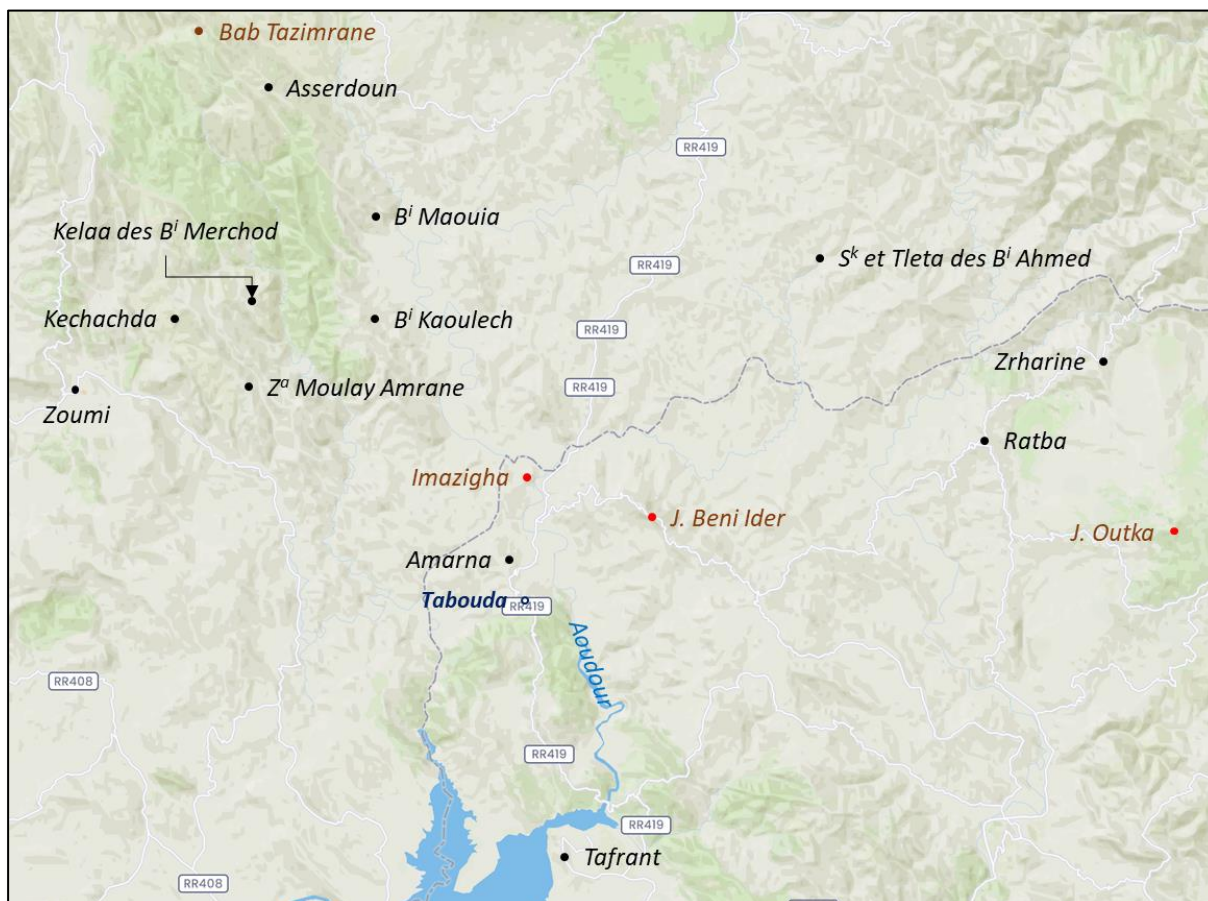 Bab Tazimrane
Asserdoun
RR419
Bⁱ Maouia
Kelaa des Bⁱ Merchod
Sᵏ et Tleta des Bⁱ Ahmed
RR419
Kechachda
Bⁱ Kaoulech
RR419
Zrharine
Zᵃ Moulay Amrane
RR419
Zoumi
Ratba
Imazigha
J. Beni Ider
J. Outka
Amarna
Tabouda
RR419
Aoudour
RR408
RR419
RR419
Tafrant
RR408